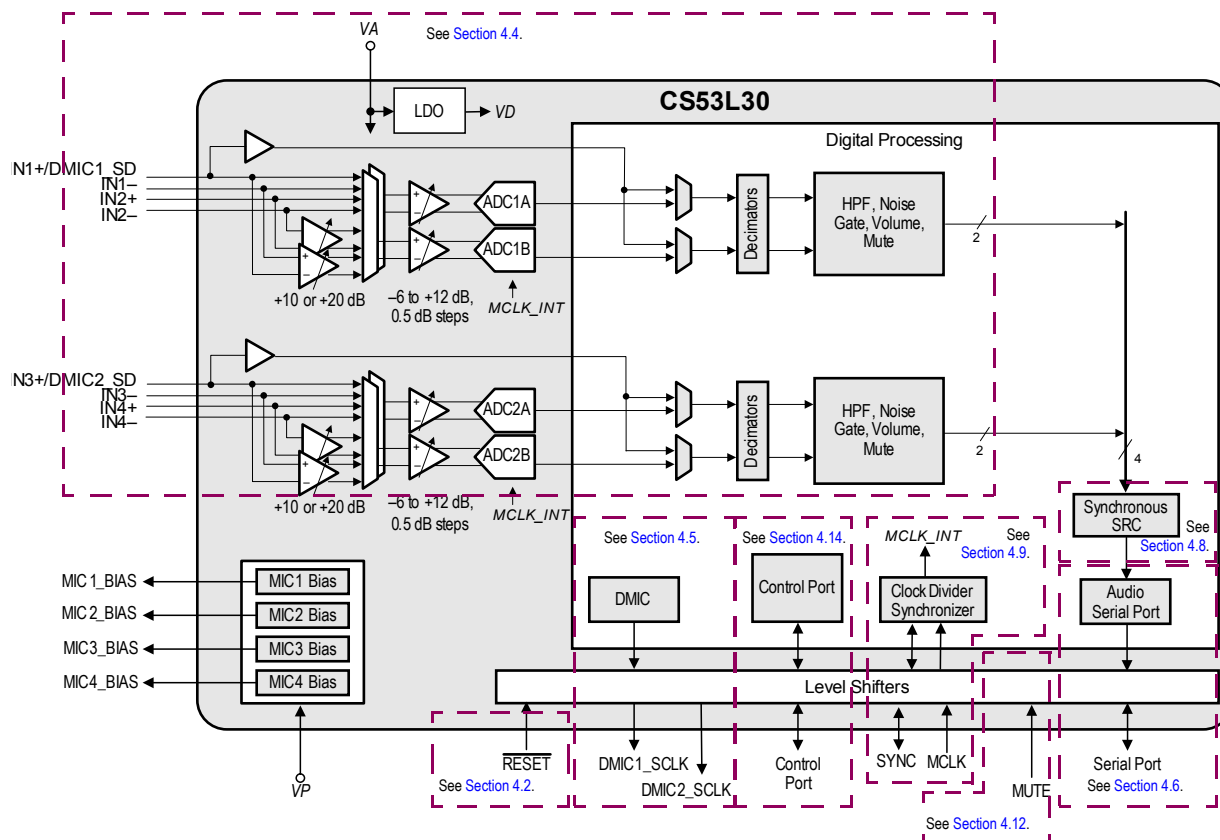 VA
See Section 4.4.
CS53L30
LDO
VD
Digital Processing
IN1+/DMIC1_SD
IN1–
IN2+
IN2–
ADC1A
ADC1B
Decimators
HPF, Noise
Gate, Volume,
Mute
2
+10 or +20 dB
–6 to +12 dB,
0.5 dB steps
MCLK_INT
IN3+/DMIC2_SD
IN3–
IN4+
IN4–
ADC2A
ADC2B
Decimators
HPF, Noise
Gate, Volume,
Mute
2
4
+10 or +20 dB
–6 to +12 dB,
0.5 dB steps
MCLK_INT
Synchronous
SRC
See
Section 4.8.
See Section 4.5.
See Section 4.14.
MCLK_INT
See
Section 4.9.
MIC1_BIAS
MIC1 Bias
MIC2_BIAS
MIC2 Bias
MIC3_BIAS
MIC3 Bias
MIC4_BIAS
MIC4 Bias
DMIC
Control Port
Clock Divider
Synchronizer
Audio
Serial Port
Level Shifters
VP
RESET
See Section 4.2.
DMIC1_SCLK
DMIC2_SCLK
Control
Port
SYNC
MCLK
MUTE
Serial Port
See Section 4.6.
See Section 4.12.